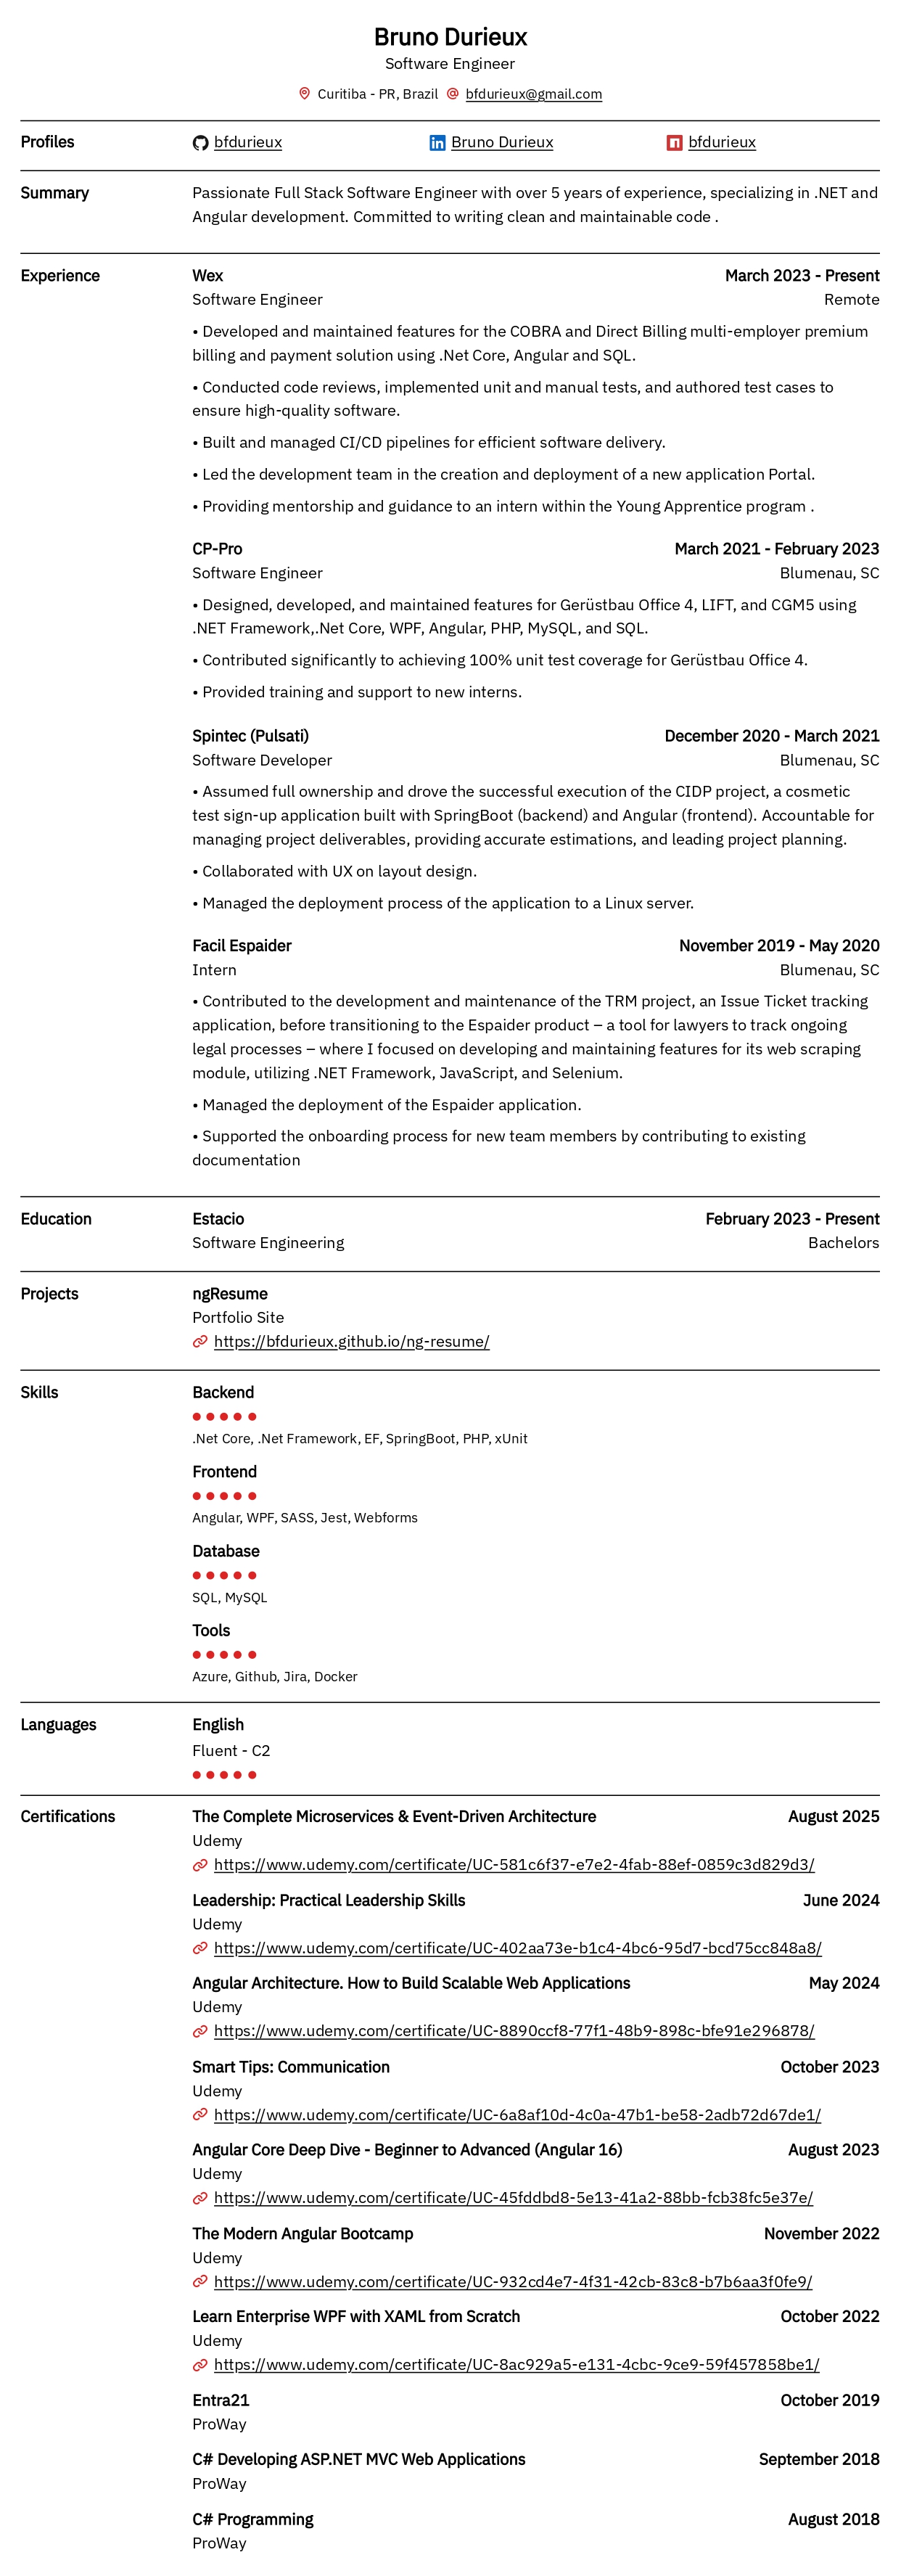 Bruno Durieux
Software Engineer
Curitiba - PR, Brazil bfdurieux@gmail.com
Profiles
bfdurieux Bruno Durieux bfdurieux
Summary
Passionate Full Stack Software Engineer with over 5 years of experience, specializing in .NET and
Angular development. Committed to writing clean and maintainable code .
Experience
Wex March 2023 - Present
Software Engineer Remote
• Developed and maintained features for the COBRA and Direct Billing multi-employer premium
billing and payment solution using .Net Core, Angular and SQL.
• Conducted code reviews, implemented unit and manual tests, and authored test cases to
ensure high-quality software.
• Built and managed CI/CD pipelines for efficient software delivery.
• Led the development team in the creation and deployment of a new application Portal.
• Providing mentorship and guidance to an intern within the Young Apprentice program .
CP-Pro March 2021 - February 2023
Software Engineer Blumenau, SC
• Designed, developed, and maintained features for Gerüstbau Office 4, LIFT, and CGM5 using
.NET Framework,.Net Core, WPF, Angular, PHP, MySQL, and SQL.
• Contributed significantly to achieving 100% unit test coverage for Gerüstbau Office 4.
• Provided training and support to new interns.
Spintec (Pulsati) December 2020 - March 2021
Software Developer Blumenau, SC
• Assumed full ownership and drove the successful execution of the CIDP project, a cosmetic
test sign-up application built with SpringBoot (backend) and Angular (frontend). Accountable for
managing project deliverables, providing accurate estimations, and leading project planning.
• Collaborated with UX on layout design.
• Managed the deployment process of the application to a Linux server.
Facil Espaider November 2019 - May 2020
Intern Blumenau, SC
• Contributed to the development and maintenance of the TRM project, an Issue Ticket tracking
application, before transitioning to the Espaider product – a tool for lawyers to track ongoing
legal processes – where I focused on developing and maintaining features for its web scraping
module, utilizing .NET Framework, JavaScript, and Selenium.
• Managed the deployment of the Espaider application.
• Supported the onboarding process for new team members by contributing to existing
documentation
Education
Estacio February 2023 - Present
Software Engineering Bachelors
Projects
ngResume
Portfolio Site
https://bfdurieux.github.io/ng-resume/
Skills
Backend
.Net Core, .Net Framework, EF, SpringBoot, PHP, xUnit
Frontend
Angular, WPF, SASS, Jest, Webforms
Database
SQL, MySQL
Tools
Azure, Github, Jira, Docker
Languages
English
Fluent - C2
Certifications
The Complete Microservices & Event-Driven Architecture August 2025
Udemy
https://www.udemy.com/certificate/UC-581c6f37-e7e2-4fab-88ef-0859c3d829d3/
Leadership: Practical Leadership Skills June 2024
Udemy
https://www.udemy.com/certificate/UC-402aa73e-b1c4-4bc6-95d7-bcd75cc848a8/
Angular Architecture. How to Build Scalable Web Applications May 2024
Udemy
https://www.udemy.com/certificate/UC-8890ccf8-77f1-48b9-898c-bfe91e296878/
Smart Tips: Communication October 2023
Udemy
https://www.udemy.com/certificate/UC-6a8af10d-4c0a-47b1-be58-2adb72d67de1/
Angular Core Deep Dive - Beginner to Advanced (Angular 16) August 2023
Udemy
https://www.udemy.com/certificate/UC-45fddbd8-5e13-41a2-88bb-fcb38fc5e37e/
The Modern Angular Bootcamp November 2022
Udemy
https://www.udemy.com/certificate/UC-932cd4e7-4f31-42cb-83c8-b7b6aa3f0fe9/
Learn Enterprise WPF with XAML from Scratch October 2022
Udemy
https://www.udemy.com/certificate/UC-8ac929a5-e131-4cbc-9ce9-59f457858be1/
Entra21 October 2019
ProWay
C# Developing ASP.NET MVC Web Applications September 2018
ProWay
C# Programming August 2018
ProWay